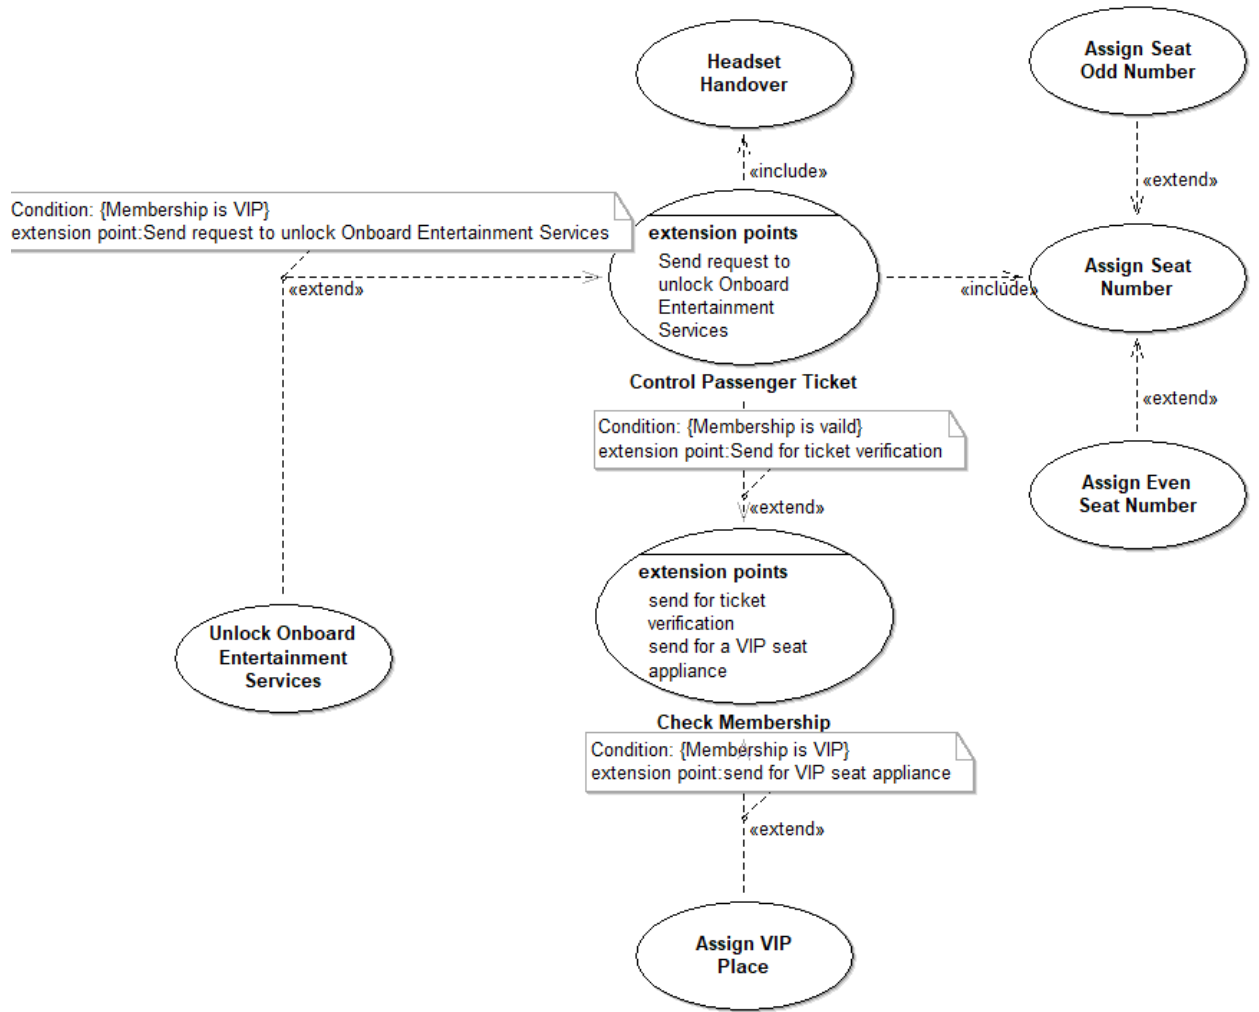 Headset
Handover
Assign Seat
Odd Number
«include»
«extend»
Condition: {Membership is VIP}
extension point:Send request to unlock Onboard Entertainment Services
«extend»
extension points
Send request to
unlock Onboard
Entertainment
Services
«include»
Assign Seat
Number
Control Passenger Ticket
Condition: {Membership is vaild}
extension point:Send for ticket verification
«extend»
«extend»
Assign Even
Seat Number
extension points
send for ticket
verification
send for a VIP seat
appliance
Unlock Onboard
Entertainment
Services
Check Membership
Condition: {Membership is VIP}
extension point:send for VIP seat appliance
«extend»
Assign VIP
Place